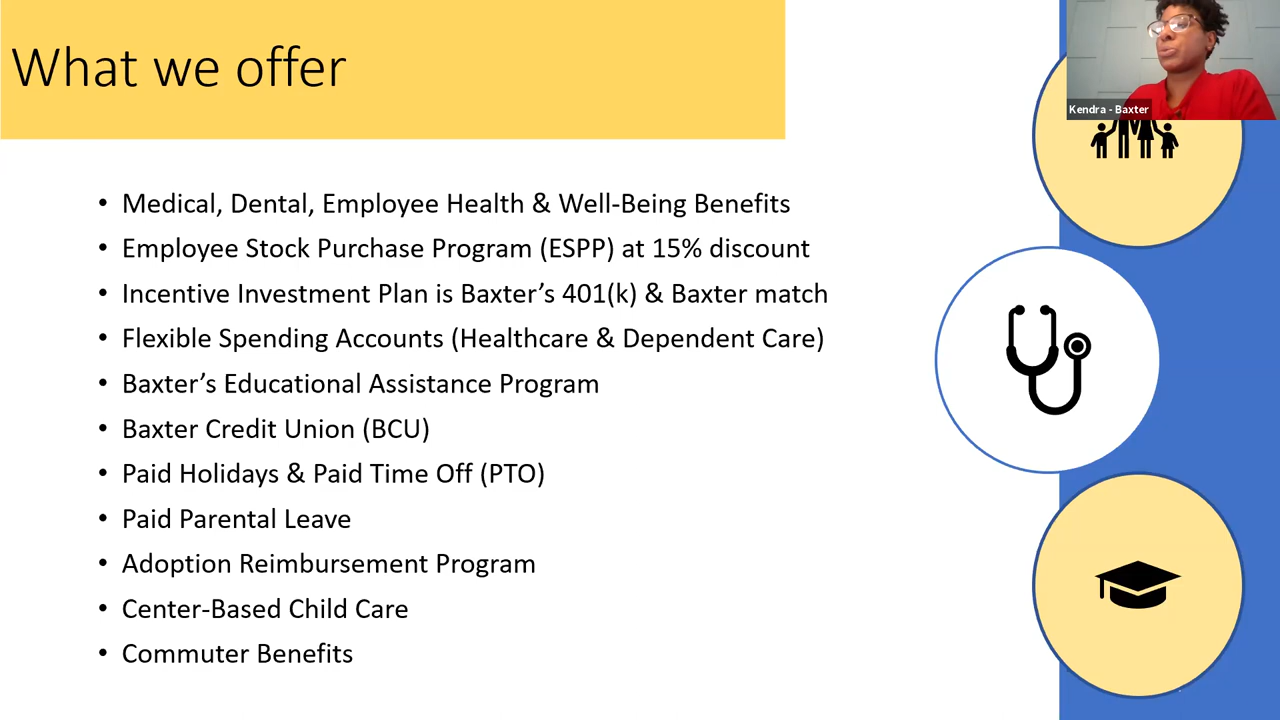 What we offer
Kendra - Baxter
• Medical, Dental, Employee Health & Well-Being Benefits
• Employee Stock Purchase Program (ESPP) at 15% discount
• Incentive Investment Plan is Baxter’s 401(k) & Baxter match
• Flexible Spending Accounts (Healthcare & Dependent Care)
• Baxter’s Educational Assistance Program
• Baxter Credit Union (BCU)
• Paid Holidays & Paid Time Off (PTO)
• Paid Parental Leave
• Adoption Reimbursement Program
• Center-Based Child Care
• Commuter Benefits